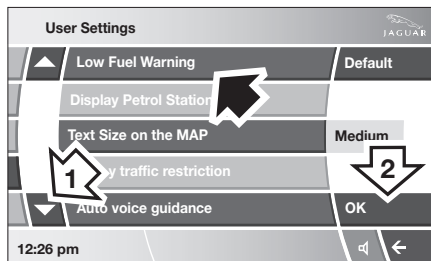 User Settings
JAGUAR
Low Fuel Warning Default
Display Petrol Station
Text Size on the MAP Medium
traffic restriction
1 2
Auto voice guidance OK
12:26 pm